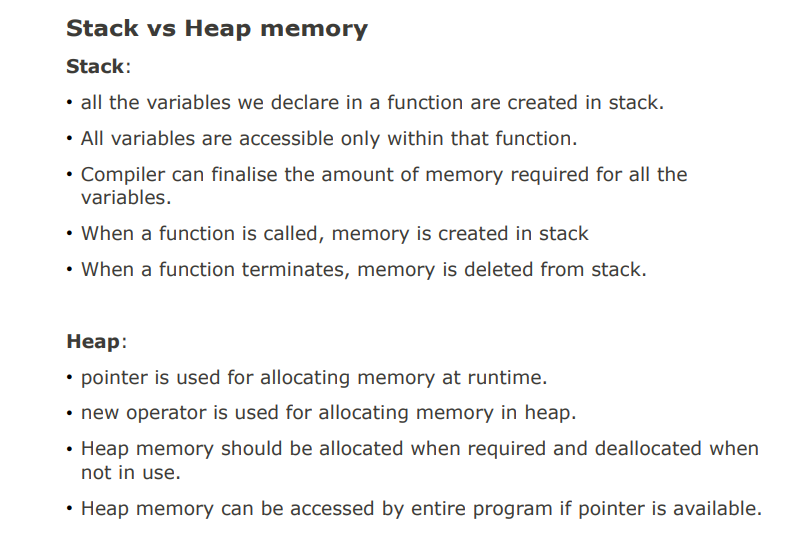 Stack vs Heap memory
Stack:
• all the variables we declare in a function are created in stack.
• All variables are accessible only within that function.
• Compiler can finalise the amount of memory required for all the
variables.
• When a function is called, memory is created in stack
• When a function terminates, memory is deleted from stack.
Heap:
• pointer is used for allocating memory at runtime.
• new operator is used for allocating memory in heap.
• Heap memory should be allocated when required and deallocated when
not in use.
• Heap memory can be accessed by entire program if pointer is available.